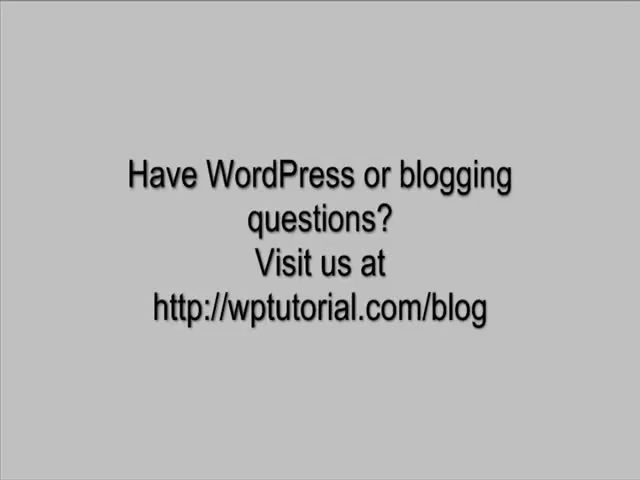 Have WordPress or blogging
questions?
Visit us at
http://wptutorial.com/blog